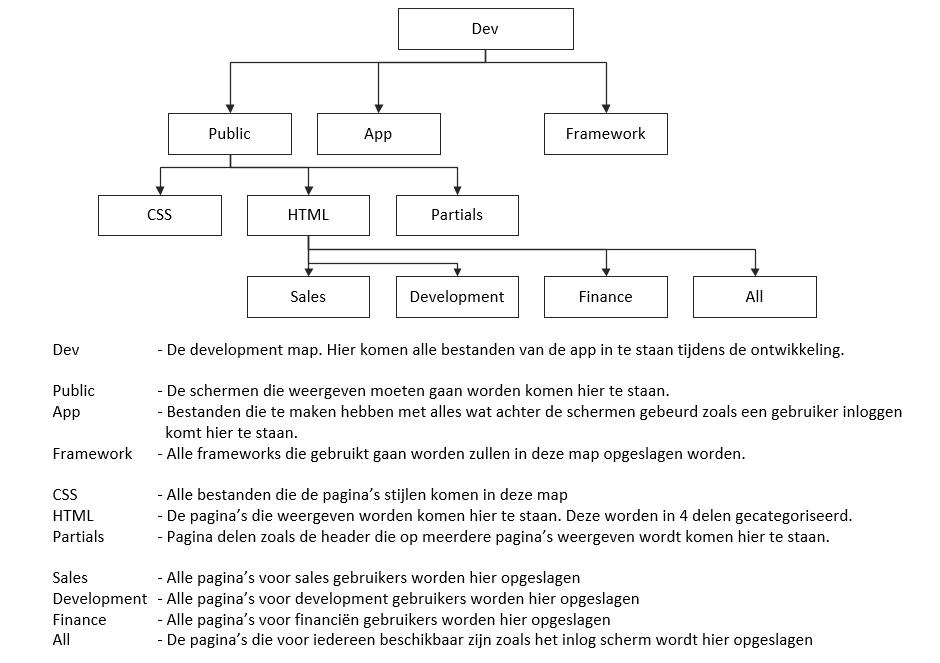 Dev
Public App Framework
CSS HTML Partials
Sales Development Finance All
Dev - De development map. Hier komen alle bestanden van de app in te staan tijdens de ontwikkeling.
Public - De schermen die weergeven moeten gaan worden komen hier te staan.
App - Bestanden die te maken hebben met alles wat achter de schermen gebeurd zoals een gebruiker inloggen
komt hier te staan.
Framework - Alle frameworks die gebruikt gaan worden zullen in deze map opgeslagen worden.
CSS - Alle bestanden die de pagina’s stijlen komen in deze map
HTML - De pagina’s die weergeven worden komen hier te staan. Deze worden in 4 delen gecategoriseerd.
Partials - Pagina delen zoals de header die op meerdere pagina’s weergeven wordt komen hier te staan.
Sales - Alle pagina’s voor sales gebruikers worden hier opgeslagen
Development - Alle pagina’s voor development gebruikers worden hier opgeslagen
Finance - Alle pagina’s voor financiën gebruikers worden hier opgeslagen
All - De pagina’s die voor iedereen beschikbaar zijn zoals het inlog scherm wordt hier opgeslagen